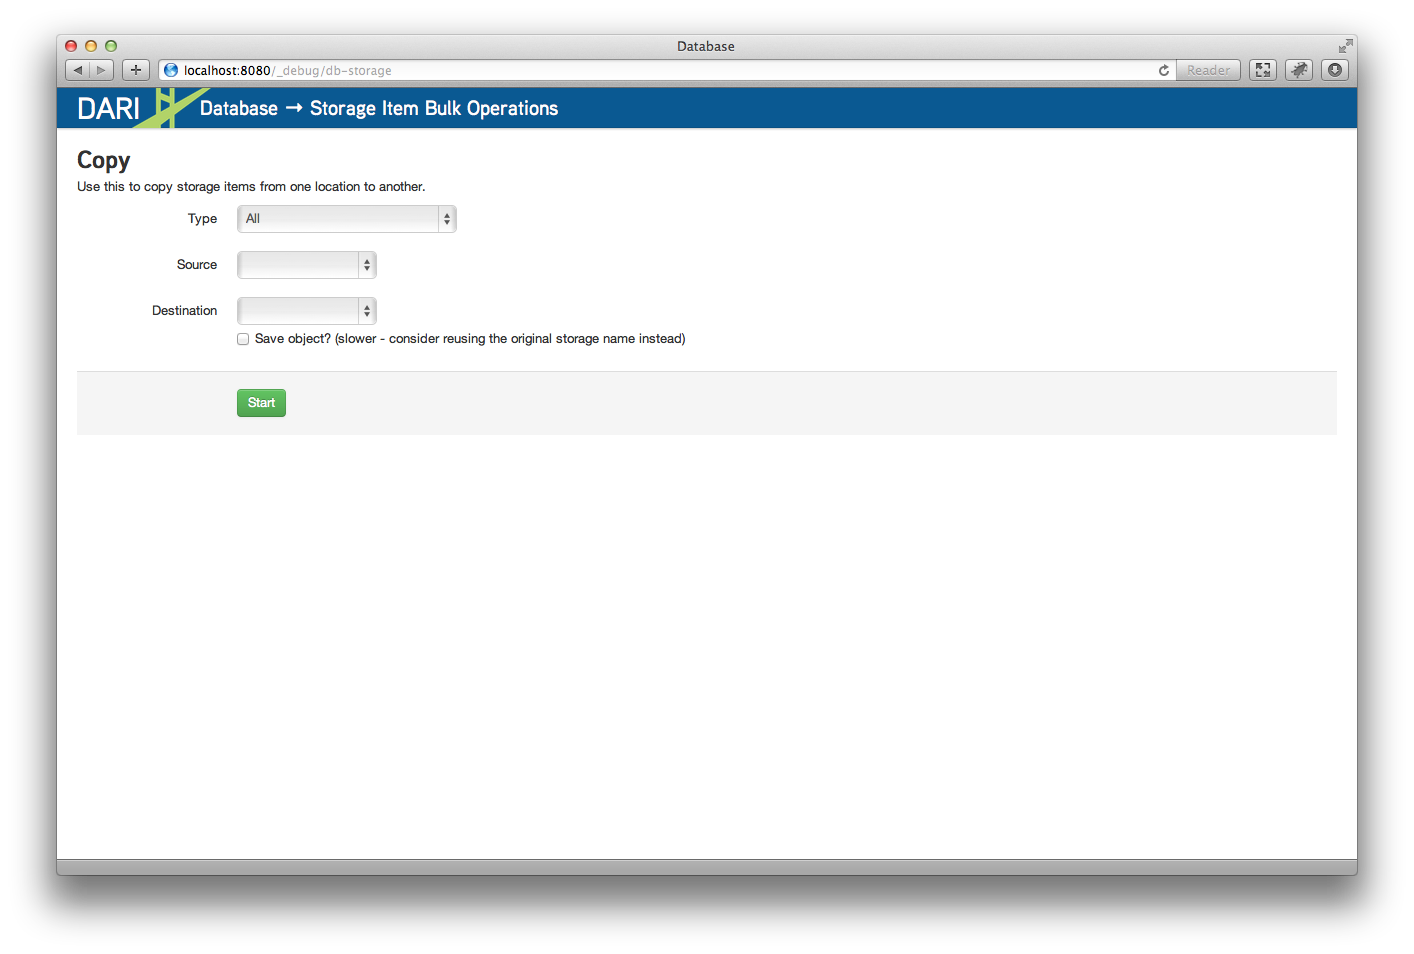 Database
localhost:8080/_debug/db-storage
Reader
DARI Database → Storage Item Bulk Operations
Copy
Use this to copy storage items from one location to another.
Type All
Source
Destination
Save object? (slower - consider reusing the original storage name instead)
Start